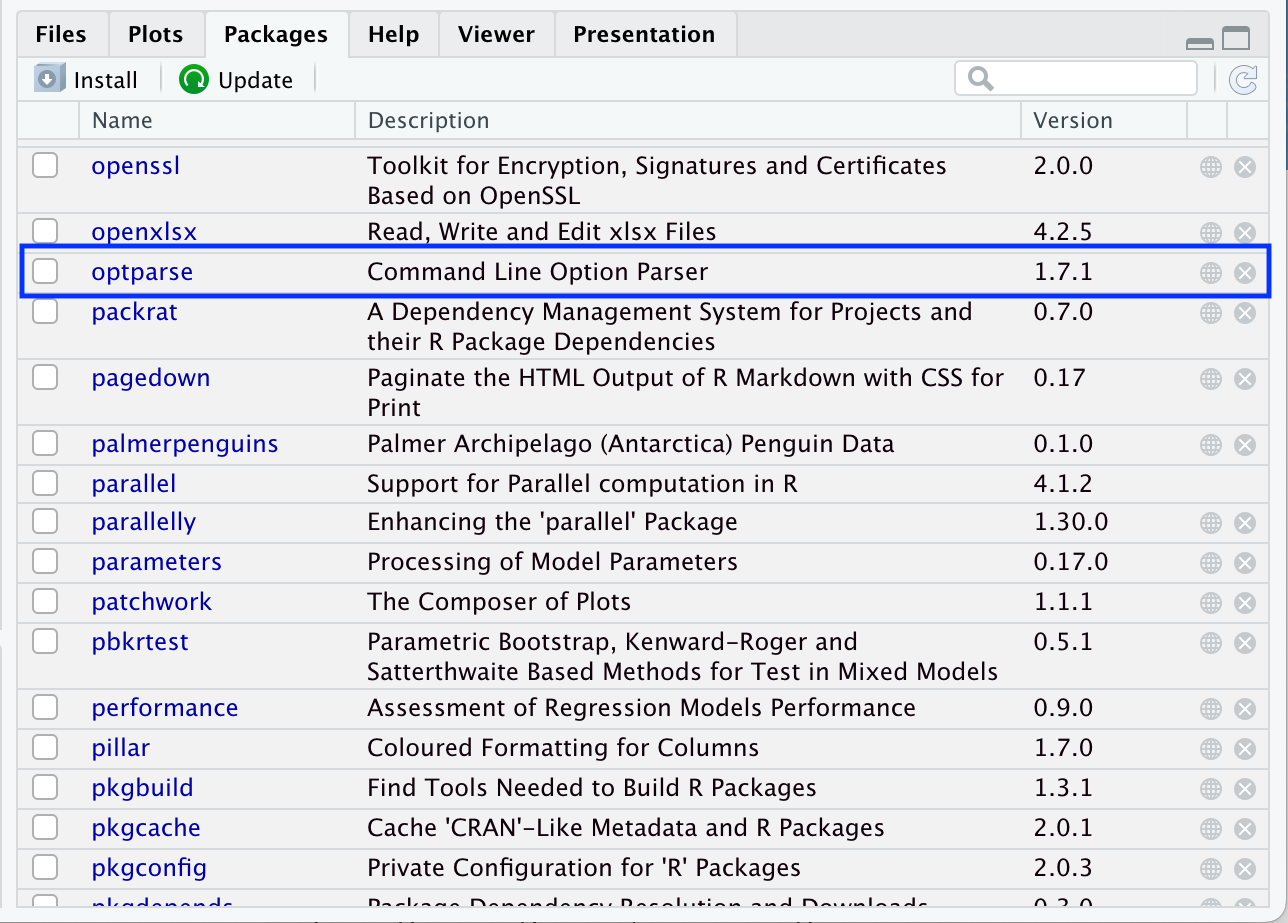 Files Plots Packages Help Viewer Presentation
Install Update
Name Description Version
openssl Toolkit for Encryption, Signatures and Certificates 2.0.0
Based on OpenSSL
openxlsx Read, Write and Edit xlsx Files 4.2.5
optparse Command Line Option Parser 1.7.1
packrat A Dependency Management System for Projects and 0.7.0
their R Package Dependencies
pagedown Paginate the HTML Output of R Markdown with CSS for 0.17
Print
palmerpenguins Palmer Archipelago (Antarctica) Penguin Data 0.1.0
parallel Support for Parallel computation in R 4.1.2
parallelly Enhancing the 'parallel' Package 1.30.0
parameters Processing of Model Parameters 0.17.0
patchwork The Composer of Plots 1.1.1
pbkrtest Parametric Bootstrap, Kenward-Roger and 0.5.1
Satterthwaite Based Methods for Test in Mixed Models
performance Assessment of Regression Models Performance 0.9.0
pillar Coloured Formatting for Columns 1.7.0
pkgbuild Find Tools Needed to Build R Packages 1.3.1
pkgcache Cache 'CRAN'-Like Metadata and R Packages 2.0.1
pkgconfig Private Configuration for 'R' Packages 2.0.3
pkgdepends Package Dependency Resolution and Downloads 0.3.0